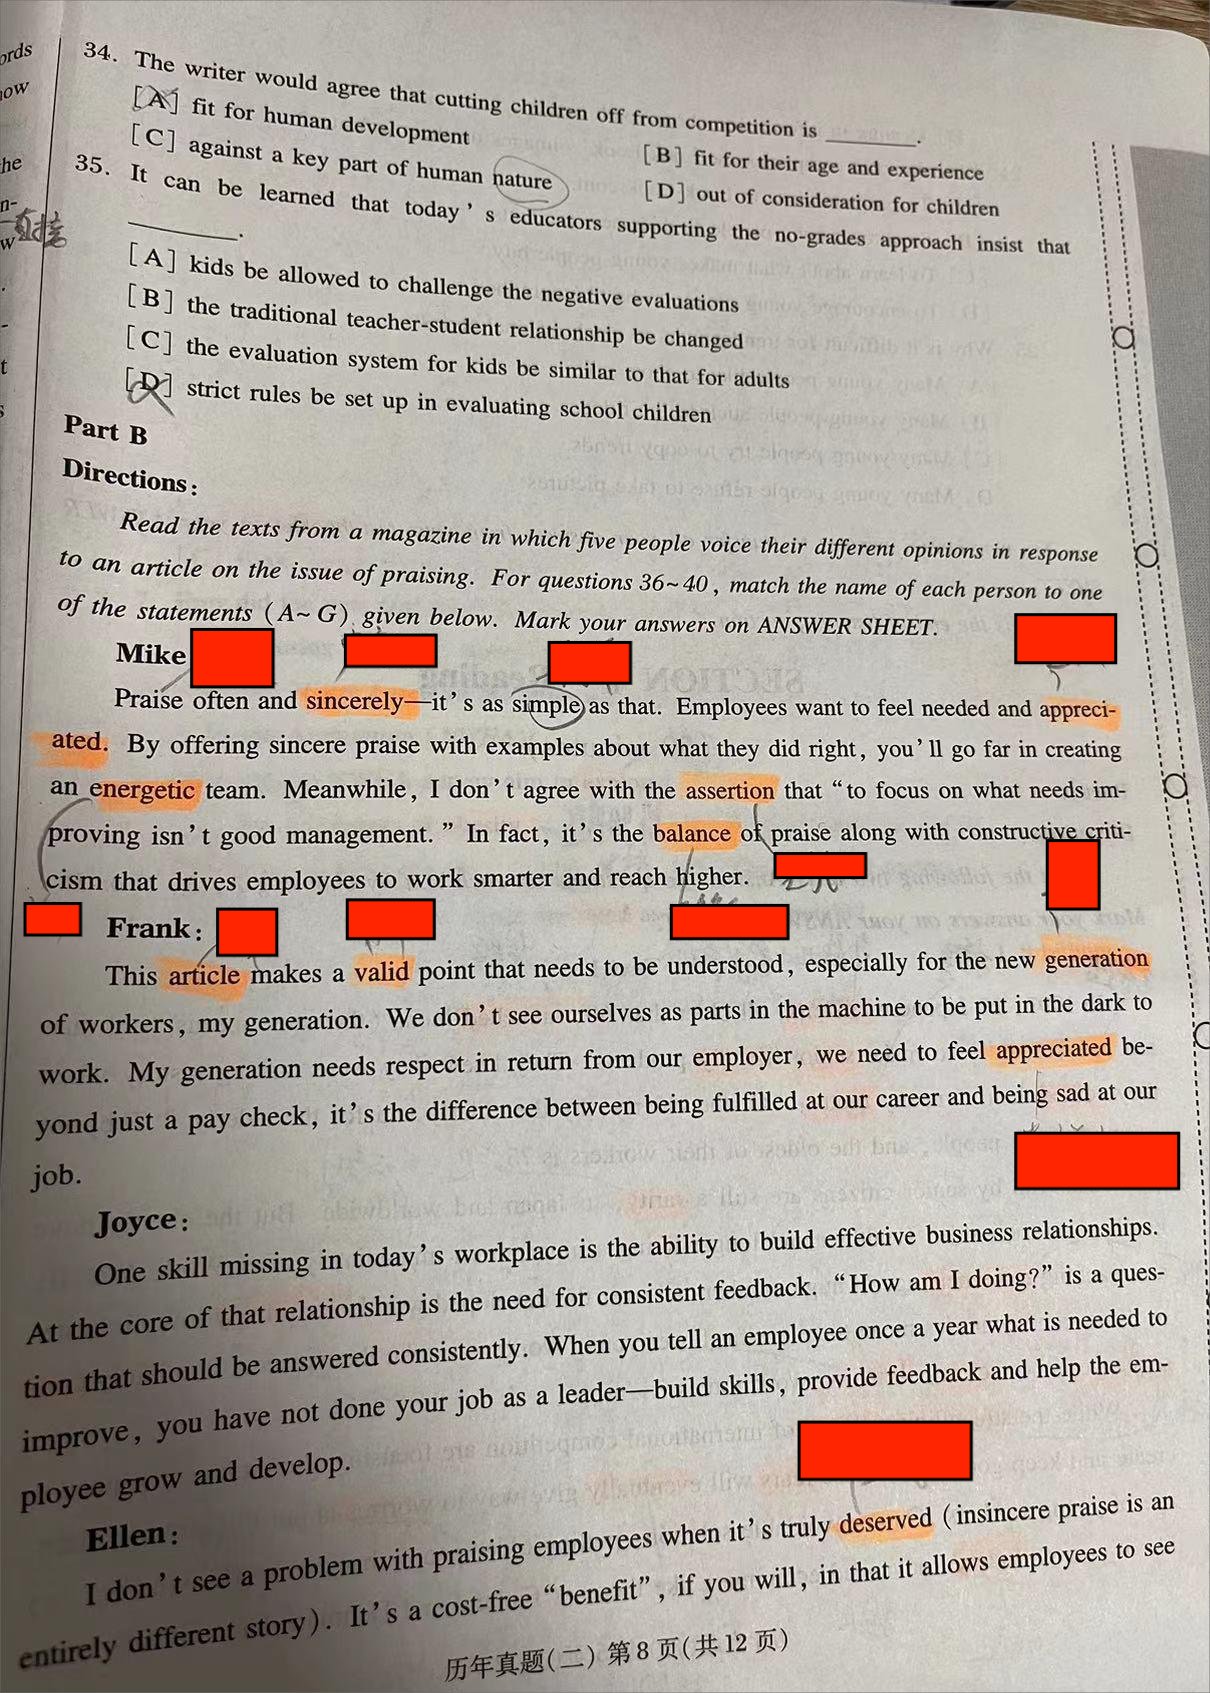 ords
now
he
n-
w
t
34. The writer would agree that cutting children off from competition is ________.
[A] fit for human development
[B] fit for their age and experience
[C] against a key part of human nature
[D] out of consideration for children
35. It can be learned that today's educators supporting the no-grades approach insist that
________.
[A] kids be allowed to challenge the negative evaluations
[B] the traditional teacher-student relationship be changed
[C] the evaluation system for kids be similar to that for adults
[D] strict rules be set up in evaluating school children
Part B
Directions:
Read the texts from a magazine in which five people voice their different opinions in response
to an article on the issue of praising. For questions 36~40, match the name of each person to one
of the statements (A~G) given below. Mark your answers on ANSWER SHEET.
Mike
Praise often and sincerely—it's as simple as that. Employees want to feel needed and appreci-
ated. By offering sincere praise with examples about what they did right, you'll go far in creating
an energetic team. Meanwhile, I don't agree with the assertion that "to focus on what needs im-
proving isn't good management." In fact, it's the balance of praise along with constructive criti-
cism that drives employees to work smarter and reach higher.
Frank:
This article makes a valid point that needs to be understood, especially for the new generation
of workers, my generation. We don't see ourselves as parts in the machine to be put in the dark to
work. My generation needs respect in return from our employer, we need to feel appreciated be-
yond just a pay check, it's the difference between being fulfilled at our career and being sad at our
job.
Joyce:
One skill missing in today's workplace is the ability to build effective business relationships.
At the core of that relationship is the need for consistent feedback. "How am I doing?" is a ques-
tion that should be answered consistently. When you tell an employee once a year what is needed to
improve, you have not done your job as a leader—build skills, provide feedback and help the em-
ployee grow and develop.
Ellen:
I don't see a problem with praising employees when it's truly deserved (insincere praise is an
entirely different story). It's a cost-free "benefit", if you will, in that it allows employees to see
历年真题(二) 第8页(共12页)